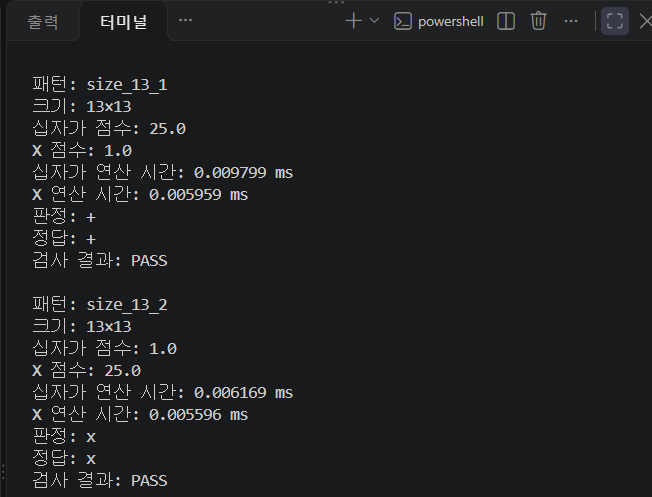 출력 터미널 ... powershell ...
패턴: size_13_1
크기: 13×13
십자가 점수: 25.0
X 점수: 1.0
십자가 연산 시간: 0.009799 ms
X 연산 시간: 0.005959 ms
판정: +
정답: +
검사 결과: PASS
패턴: size_13_2
크기: 13×13
십자가 점수: 1.0
X 점수: 25.0
십자가 연산 시간: 0.006169 ms
X 연산 시간: 0.005596 ms
판정: x
정답: x
검사 결과: PASS